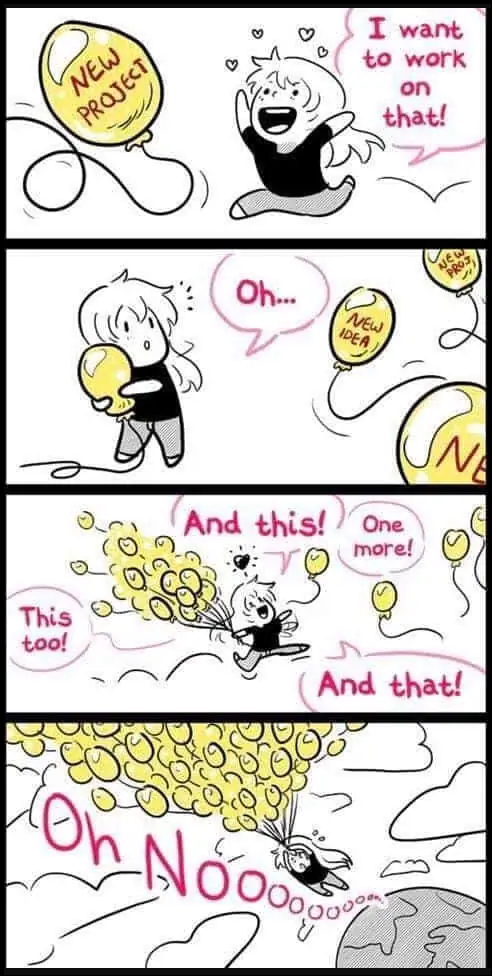 NEW
PROJECT
I want
to work
on
that!
Oh...
NEW
PROJ
NEW
IDEA
NE
And this!
One
more!
This
too!
And that!
Oh Nooooooooo